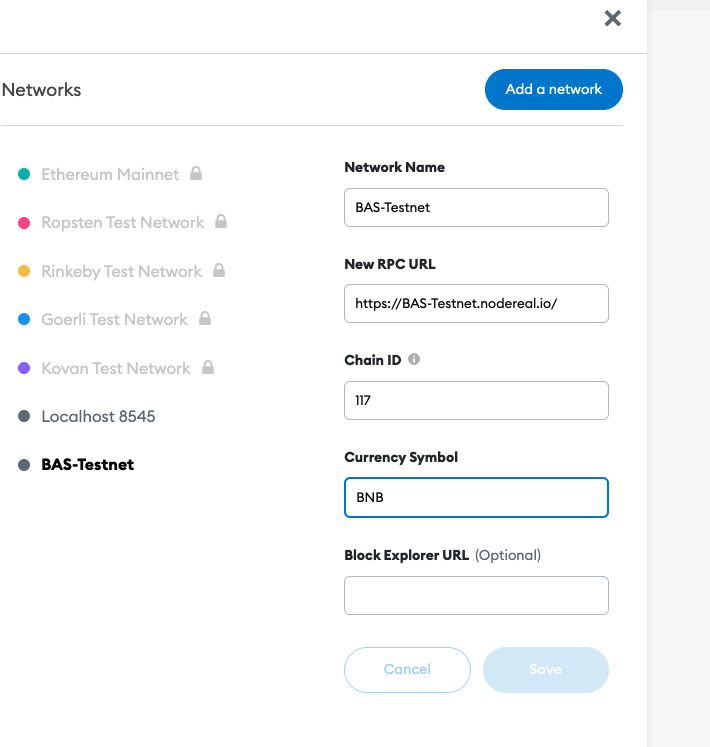 Networks
Add a network
Ethereum Mainnet
Ropsten Test Network
Rinkeby Test Network
Goerli Test Network
Kovan Test Network
Localhost 8545
BAS-Testnet
Network Name
BAS-Testnet
New RPC URL
https://BAS-Testnet.nodereal.io/
Chain ID
117
Currency Symbol
BNB
Block Explorer URL (Optional)
Cancel
Save